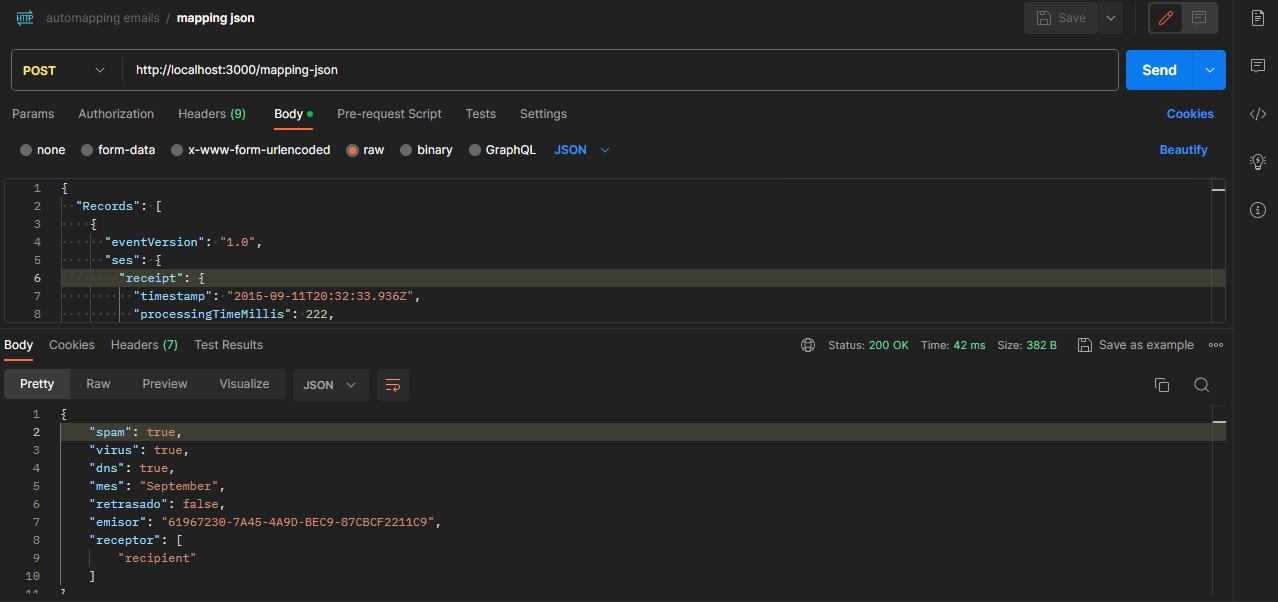 HTTP automapping emails / mapping json Save
POST http://localhost:3000/mapping-json Send
Params Authorization Headers (9) Body Pre-request Script Tests Settings Cookies
none form-data x-www-form-urlencoded raw binary GraphQL JSON Beautify
1 {
2 "Records": [
3 {
4 "eventVersion": "1.0",
5 "ses": {
6 "receipt": {
7 "timestamp": "2015-09-11T20:32:33.936Z",
8 "processingTimeMillis": 222,
Body Cookies Headers (7) Test Results Status: 200 OK Time: 42 ms Size: 382 B Save as example
Pretty Raw Preview Visualize JSON
1 {
2 "spam": true,
3 "virus": true,
4 "dns": true,
5 "mes": "September",
6 "retrasado": false,
7 "emisor": "61967230-7A45-4A9D-BEC9-87CBCF2211C9",
8 "receptor": [
9 "recipient"
10 ]
11 }